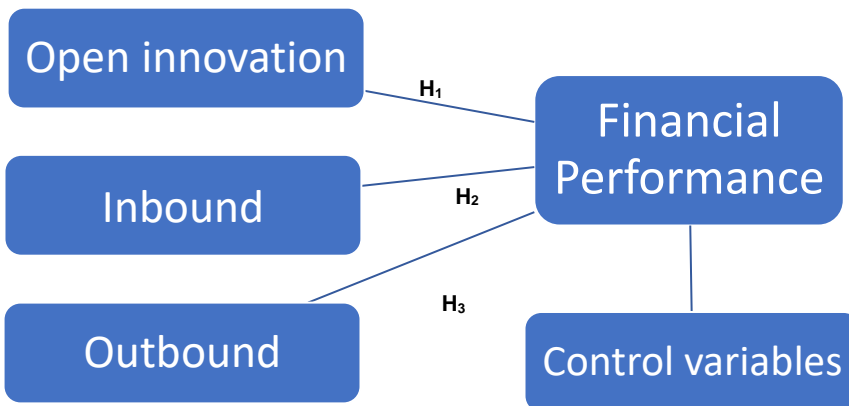 Open innovation
H₁
Financial
Performance
Inbound
H₂
H₃
Outbound
Control variables